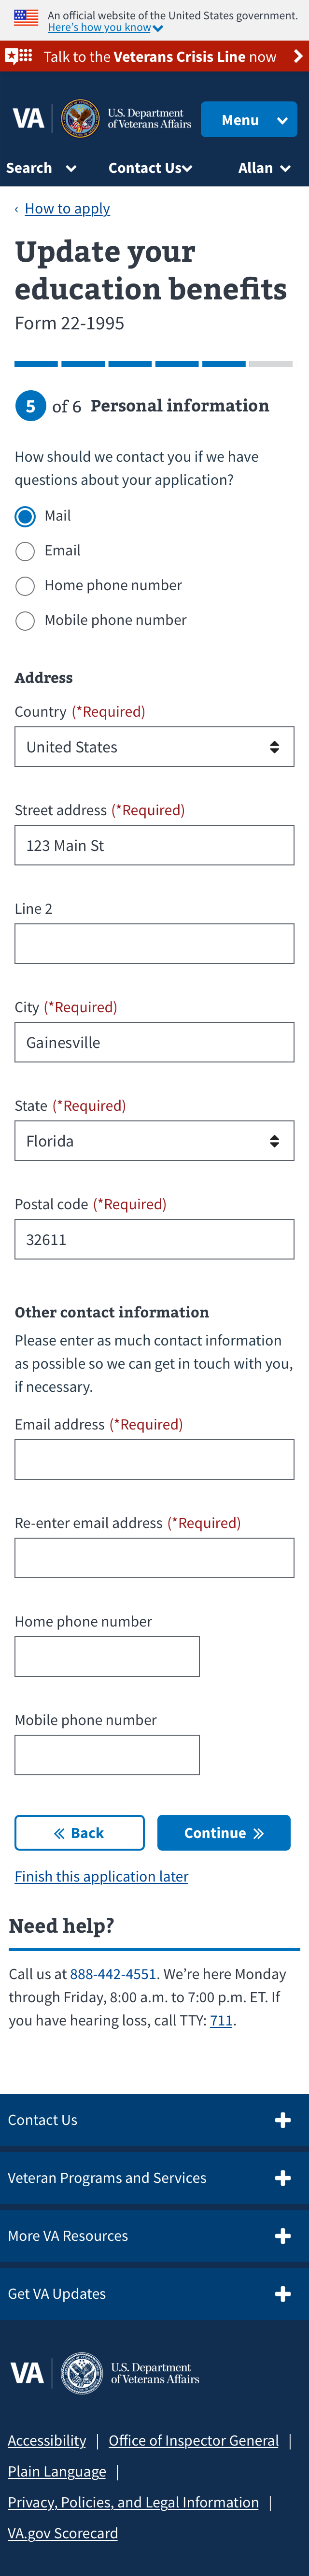 An official website of the United States government.
Here's how you know
Talk to the Veterans Crisis Line now
VA
U.S. Department
of Veterans Affairs
Menu
Search
Contact Us
Allan
‹ How to apply
Update your
education benefits
Form 22-1995
5 of 6 Personal information
How should we contact you if we have
questions about your application?
Mail
Email
Home phone number
Mobile phone number
Address
Country (*Required)
United States
Street address (*Required)
123 Main St
Line 2
City (*Required)
Gainesville
State (*Required)
Florida
Postal code (*Required)
32611
Other contact information
Please enter as much contact information
as possible so we can get in touch with you,
if necessary.
Email address (*Required)
Re-enter email address (*Required)
Home phone number
Mobile phone number
« Back
Continue »
Finish this application later
Need help?
Call us at 888-442-4551. We're here Monday
through Friday, 8:00 a.m. to 7:00 p.m. ET. If
you have hearing loss, call TTY: 711.
Contact Us
Veteran Programs and Services
More VA Resources
Get VA Updates
VA
U.S. Department
of Veterans Affairs
Accessibility | Office of Inspector General |
Plain Language |
Privacy, Policies, and Legal Information |
VA.gov Scorecard